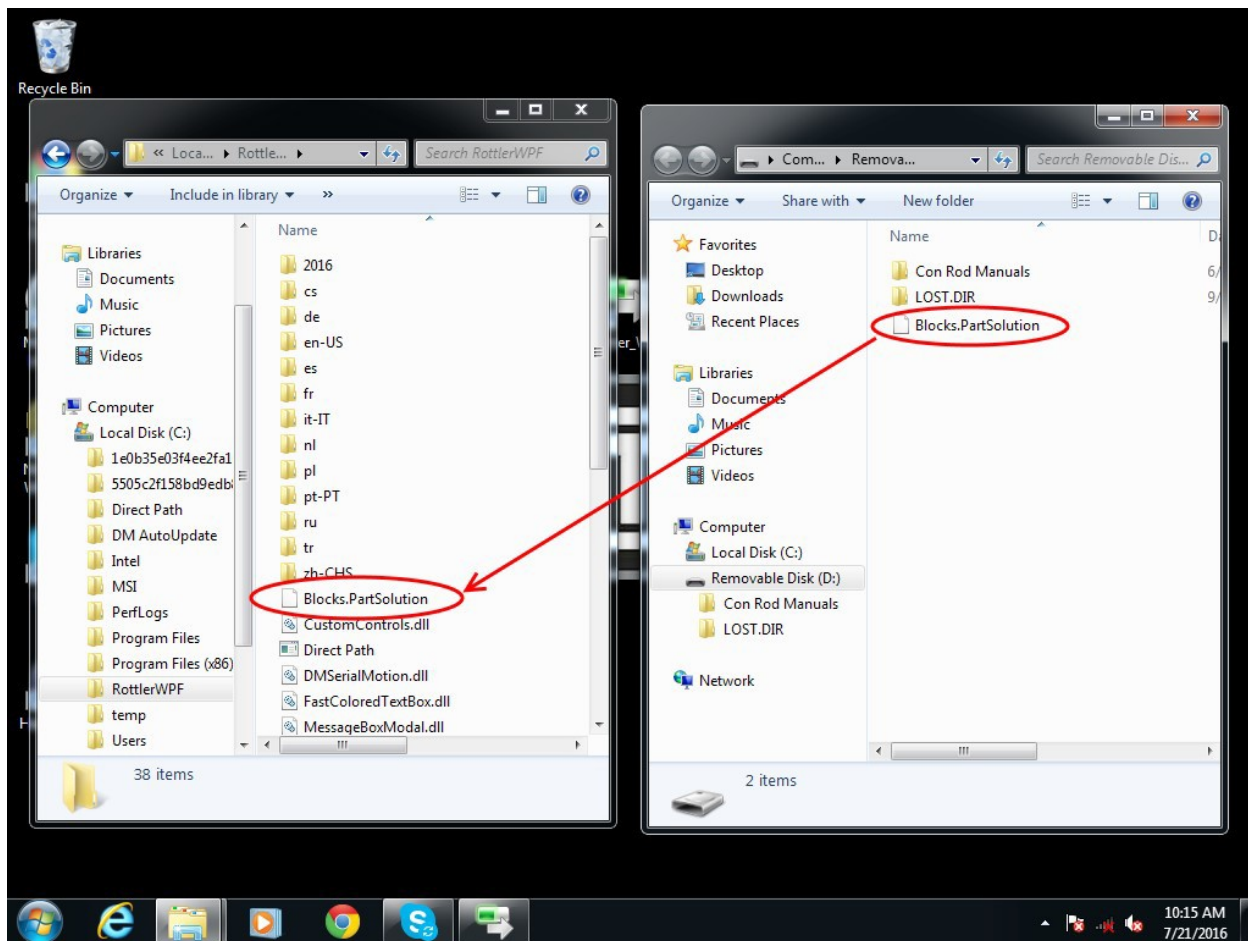 Recycle Bin
« Loca... Rottle...
Search RottlerWPF
Organize
Include in library
»
Libraries
Documents
Music
Pictures
Videos
Computer
Local Disk (C:)
1e0b35e03f4ee2fa1
5505c2f158bd9edb
Direct Path
DM AutoUpdate
Intel
MSI
PerfLogs
Program Files
Program Files (x86)
RottlerWPF
temp
Users
Name
2016
cs
de
en-US
es
fr
it-IT
nl
pl
pt-PT
ru
tr
zh-CHS
Blocks.PartSolution
CustomControls.dll
Direct Path
DMSerialMotion.dll
FastColoredTextBox.dll
MessageBoxModal.dll
38 items
Com... Remova...
Search Removable Dis...
Organize
Share with
New folder
Favorites
Desktop
Downloads
Recent Places
Libraries
Documents
Music
Pictures
Videos
Computer
Local Disk (C:)
Removable Disk (D:)
Con Rod Manuals
LOST.DIR
Network
Name
Con Rod Manuals
6/
LOST.DIR
9/
Blocks.PartSolution
2 items
10:15 AM
7/21/2016